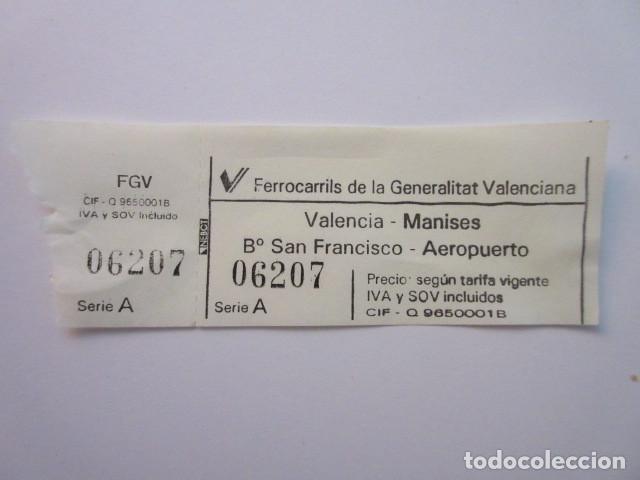 FGV
CIF - Q 9650001B
IVA y SOV Incluido
06207
Serie A
NEBOT
Ferrocarrils de la Generalitat Valenciana
Valencia - Manises
Bº San Francisco - Aeropuerto
06207
Serie A
Precio: según tarifa vigente
IVA y SOV incluidos
CIF - Q 9650001B
todocoleccion